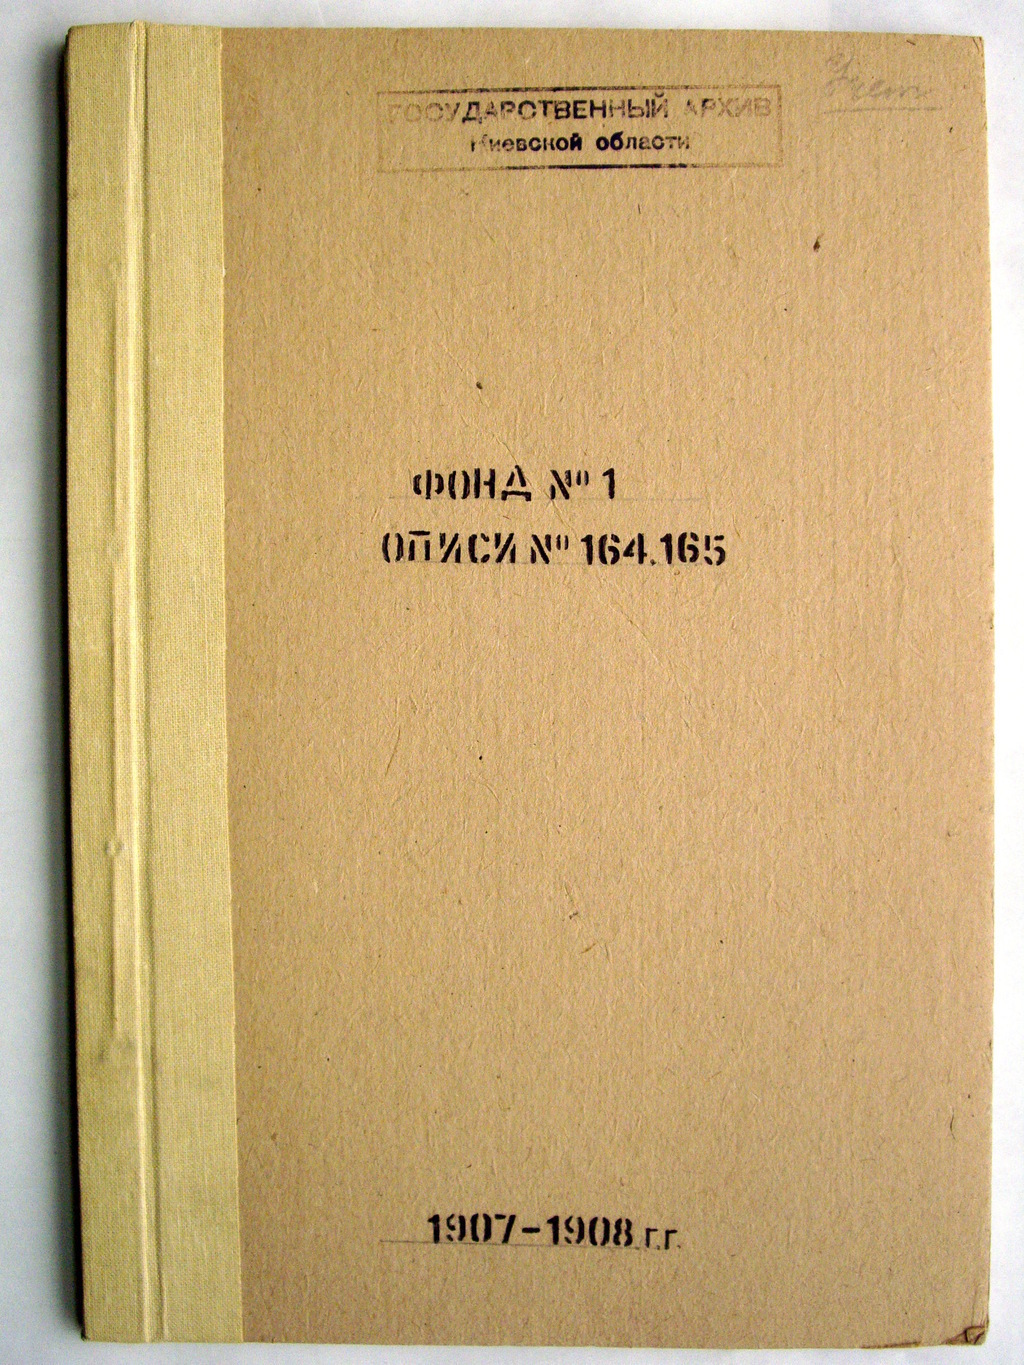 ГОСУДАРСТВЕННЫЙ АРХИВ
Киевской области
ФОНД № 1
ОПИСИ № 164.165
1907-1908 г.г.